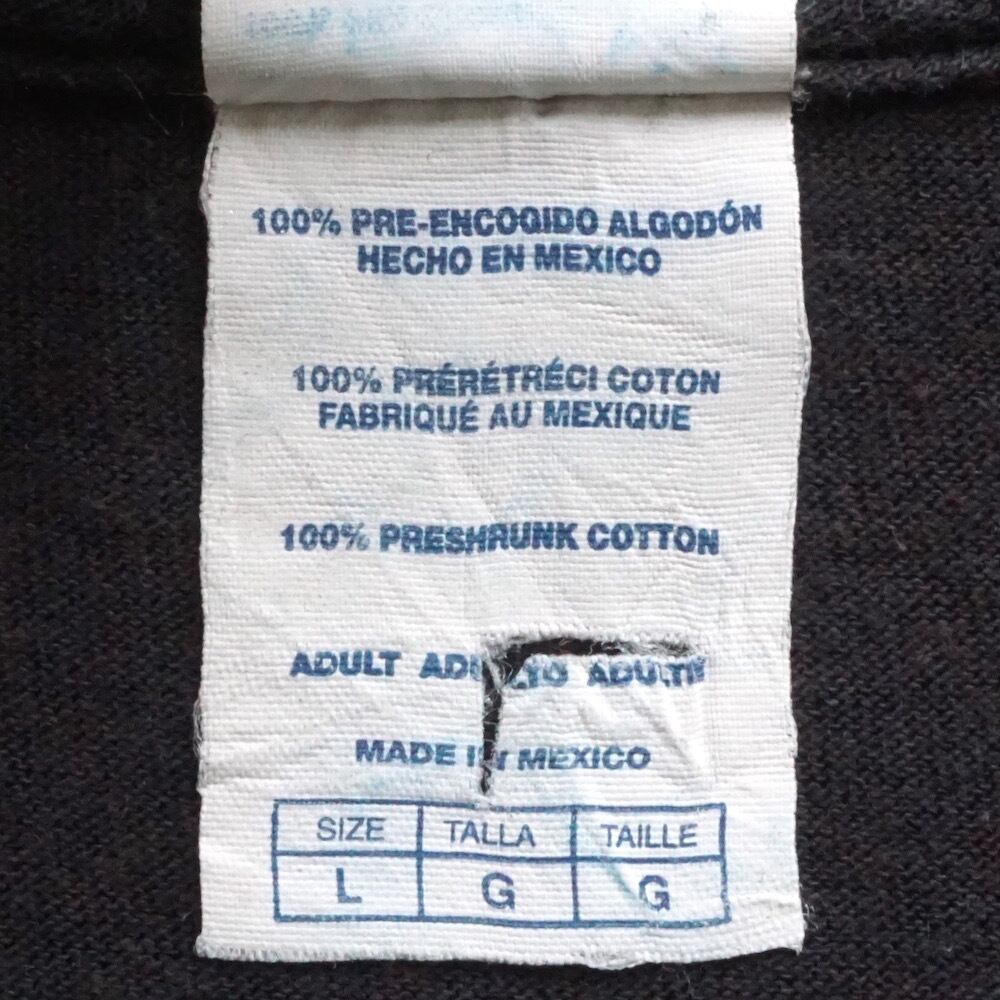 100% PRE-ENCOGIDO ALGODÓN
HECHO EN MEXICO
100% PRÉRÉTRÉCI COTON
FABRIQUÉ AU MEXIQUE
100% PRESHRUNK COTTON
ADULT
MADE IN MEXICO
SIZE TALLA TAILLE
L G G